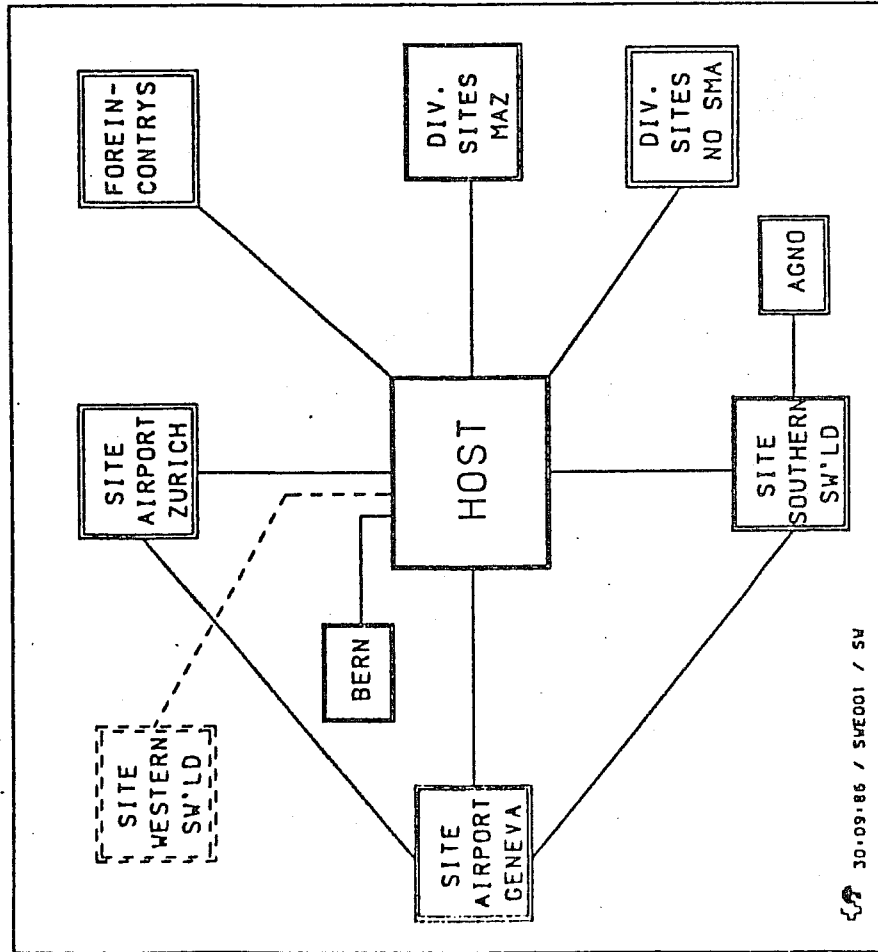 SITE
WESTERN
SW'LD
SITE
AIRPORT
ZURICH
FOREIN-
CONTRYS
BERN
SITE
AIRPORT
GENEVA
HOST
DIV.
SITES
MAZ
SITE
SOUTHERN
SW'LD
AGNO
DIV.
SITES
NO SMA
30.09.86 / SWE001 / SW